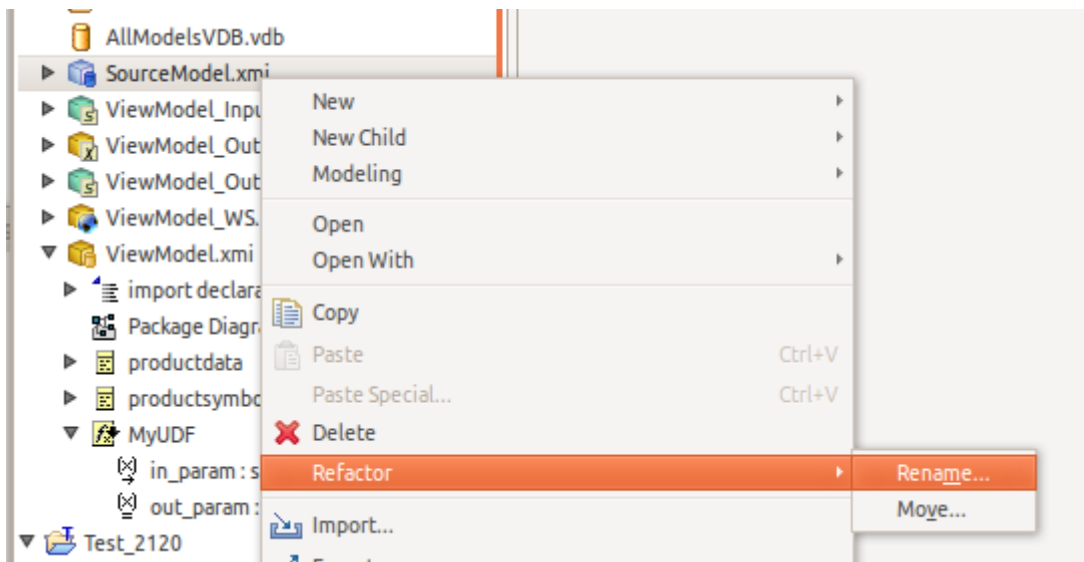 AllModelsVDB.vdb
SourceModel.xmi
New
ViewModel_Inpu
New Child
ViewModel_Out
Modeling
ViewModel_Out
ViewModel_WS.
Open
ViewModel.xmi
Open With
import declara
Copy
Package Diagr
Paste Ctrl+V
productdata
Paste Special... Ctrl+V
productsymbo
Delete
MyUDF
Refactor
Rename...
in_param : s
Move...
out_param :
Import...
Test_2120